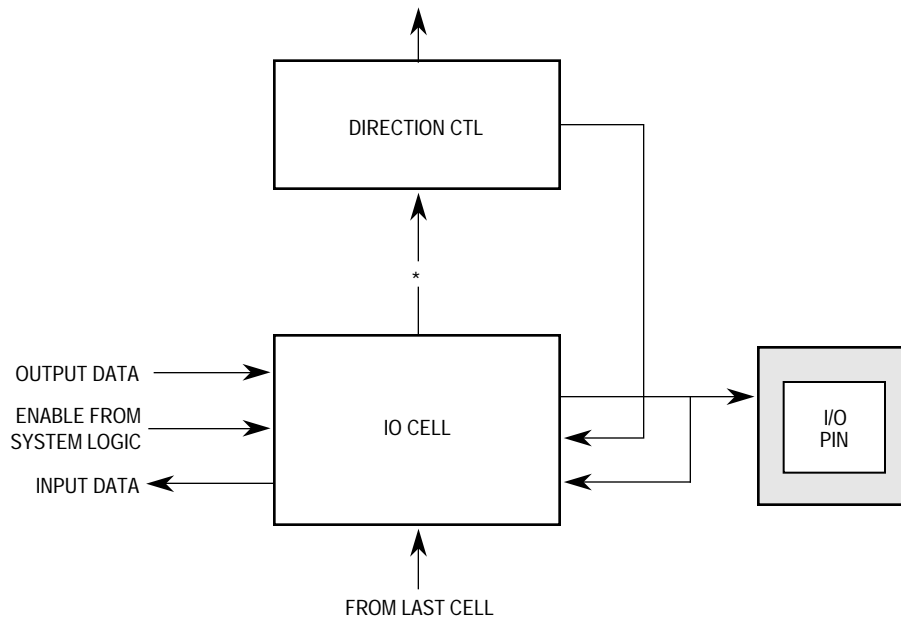 DIRECTION CTL
*
OUTPUT DATA
ENABLE FROM
SYSTEM LOGIC
INPUT DATA
IO CELL
I/O
PIN
FROM LAST CELL